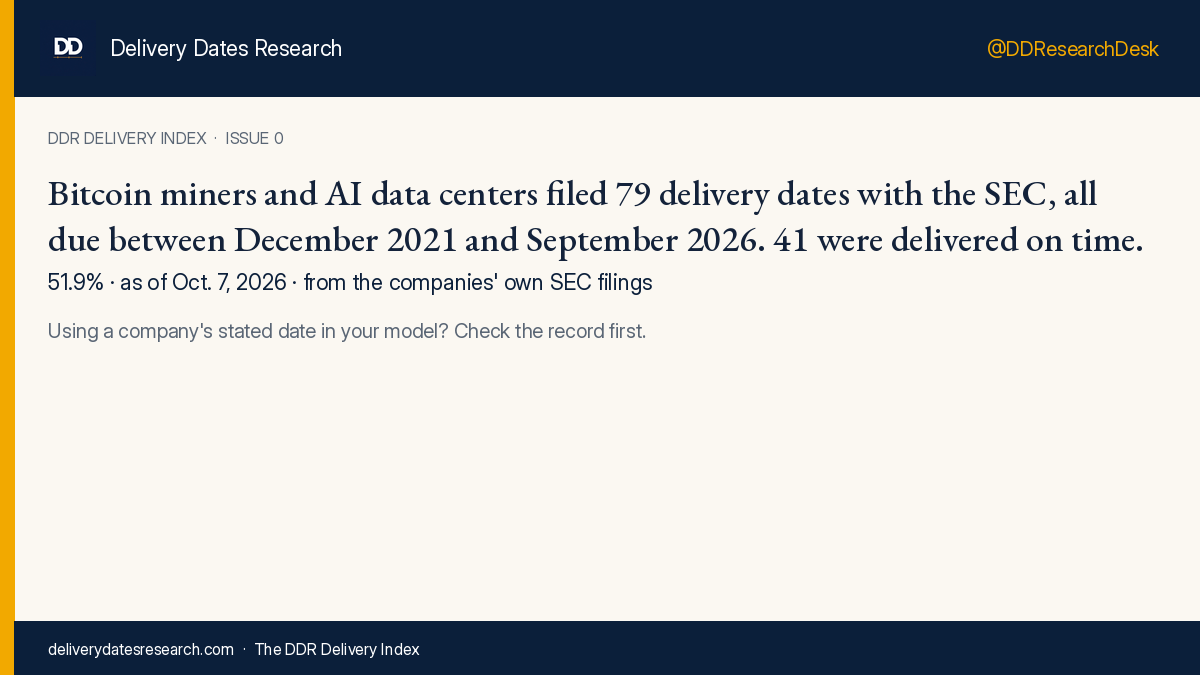 DD
Delivery Dates Research
@DDResearchDesk
DDR DELIVERY INDEX · ISSUE 0
Bitcoin miners and AI data centers filed 79 delivery dates with the SEC, all
due between December 2021 and September 2026. 41 were delivered on time.
51.9% · as of Oct. 7, 2026 · from the companies' own SEC filings
Using a company's stated date in your model? Check the record first.
deliverydatesresearch.com · The DDR Delivery Index